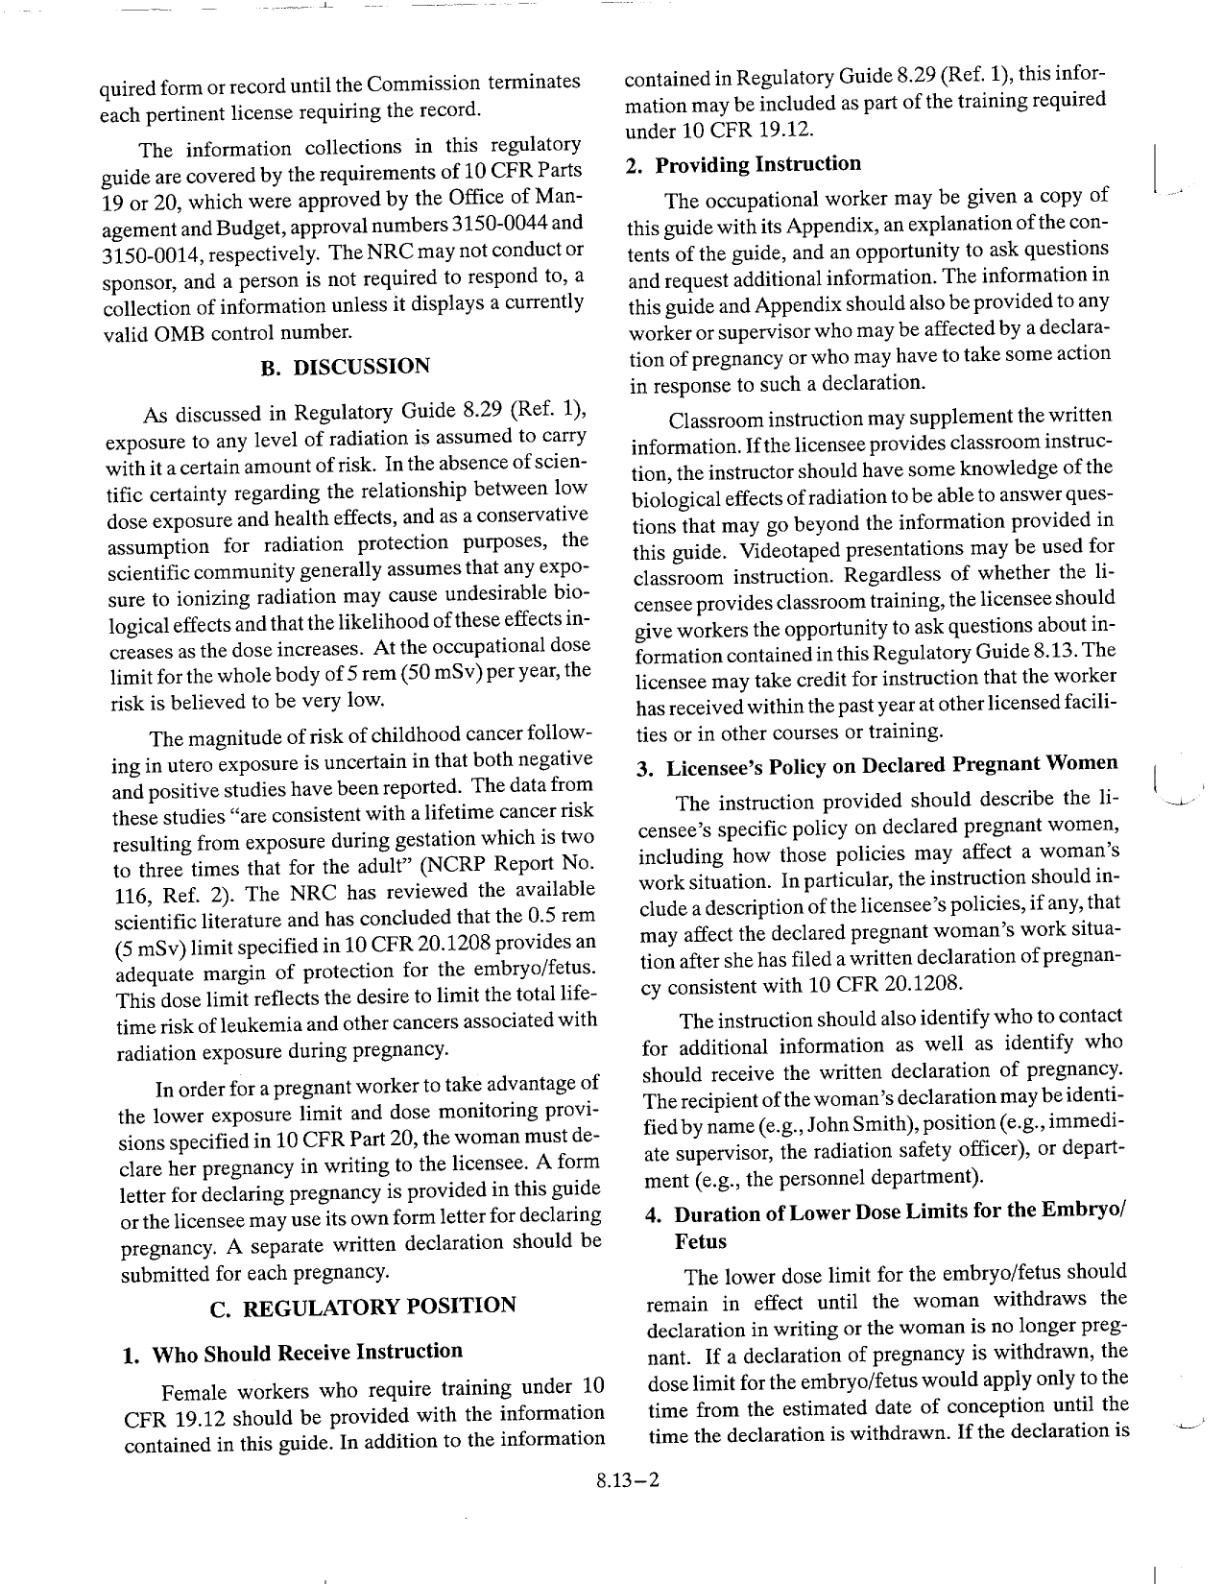 quired form or record until the Commission terminates
each pertinent license requiring the record.
The information collections in this regulatory
guide are covered by the requirements of 10 CFR Parts
19 or 20, which were approved by the Office of Man-
agement and Budget, approval numbers 3150-0044 and
3150-0014, respectively. The NRC may not conduct or
sponsor, and a person is not required to respond to, a
collection of information unless it displays a currently
valid OMB control number.
B. DISCUSSION
As discussed in Regulatory Guide 8.29 (Ref. 1),
exposure to any level of radiation is assumed to carry
with it a certain amount of risk. In the absence of scien-
tific certainty regarding the relationship between low
dose exposure and health effects, and as a conservative
assumption for radiation protection purposes, the
scientific community generally assumes that any expo-
sure to ionizing radiation may cause undesirable bio-
logical effects and that the likelihood of these effects in-
creases as the dose increases. At the occupational dose
limit for the whole body of 5 rem (50 mSv) per year, the
risk is believed to be very low.
The magnitude of risk of childhood cancer follow-
ing in utero exposure is uncertain in that both negative
and positive studies have been reported. The data from
these studies “are consistent with a lifetime cancer risk
resulting from exposure during gestation which is two
to three times that for the adult” (NCRP Report No.
116, Ref. 2). The NRC has reviewed the available
scientific literature and has concluded that the 0.5 rem
(5 mSv) limit specified in 10 CFR 20.1208 provides an
adequate margin of protection for the embryo/fetus.
This dose limit reflects the desire to limit the total life-
time risk of leukemia and other cancers associated with
radiation exposure during pregnancy.
In order for a pregnant worker to take advantage of
the lower exposure limit and dose monitoring provi-
sions specified in 10 CFR Part 20, the woman must de-
clare her pregnancy in writing to the licensee. A form
letter for declaring pregnancy is provided in this guide
or the licensee may use its own form letter for declaring
pregnancy. A separate written declaration should be
submitted for each pregnancy.
C. REGULATORY POSITION
1. Who Should Receive Instruction
Female workers who require training under 10
CFR 19.12 should be provided with the information
contained in this guide. In addition to the information
contained in Regulatory Guide 8.29 (Ref. 1), this infor-
mation may be included as part of the training required
under 10 CFR 19.12.
2. Providing Instruction
The occupational worker may be given a copy of
this guide with its Appendix, an explanation of the con-
tents of the guide, and an opportunity to ask questions
and request additional information. The information in
this guide and Appendix should also be provided to any
worker or supervisor who may be affected by a declara-
tion of pregnancy or who may have to take some action
in response to such a declaration.
Classroom instruction may supplement the written
information. If the licensee provides classroom instruc-
tion, the instructor should have some knowledge of the
biological effects of radiation to be able to answer ques-
tions that may go beyond the information provided in
this guide. Videotaped presentations may be used for
classroom instruction. Regardless of whether the li-
censee provides classroom training, the licensee should
give workers the opportunity to ask questions about in-
formation contained in this Regulatory Guide 8.13. The
licensee may take credit for instruction that the worker
has received within the past year at other licensed facili-
ties or in other courses or training.
3. Licensee’s Policy on Declared Pregnant Women
The instruction provided should describe the li-
censee’s specific policy on declared pregnant women,
including how those policies may affect a woman’s
work situation. In particular, the instruction should in-
clude a description of the licensee’s policies, if any, that
may affect the declared pregnant woman’s work situa-
tion after she has filed a written declaration of pregnan-
cy consistent with 10 CFR 20.1208.
The instruction should also identify who to contact
for additional information as well as identify who
should receive the written declaration of pregnancy.
The recipient of the woman’s declaration may be identi-
fied by name (e.g., John Smith), position (e.g., immedi-
ate supervisor, the radiation safety officer), or depart-
ment (e.g., the personnel department).
4. Duration of Lower Dose Limits for the Embryo/
Fetus
The lower dose limit for the embryo/fetus should
remain in effect until the woman withdraws the
declaration in writing or the woman is no longer preg-
nant. If a declaration of pregnancy is withdrawn, the
dose limit for the embryo/fetus would apply only to the
time from the estimated date of conception until the
time the declaration is withdrawn. If the declaration is
8.13–2